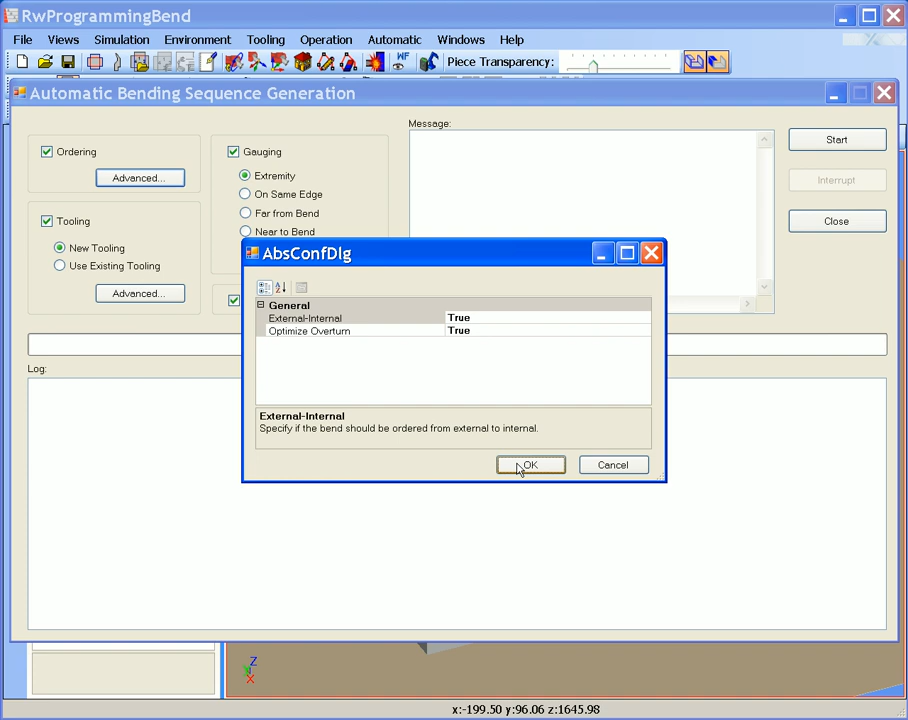 RwProgrammingBend
File Views Simulation Environment Tooling Operation Automatic Windows Help
WF Piece Transparency:
Automatic Bending Sequence Generation
Message:
Ordering
Gauging
Start
Advanced...
Extremity
Interrupt
On Same Edge
Far from Bend
Tooling
Close
Near to Bend
New Tooling
Use Existing Tooling
Advanced...
AbsConfDlg
General
External-Internal True
Optimize Overturn True
External-Internal
Specify if the bend should be ordered from external to internal.
OK Cancel
Log:
Z
Y
X
x:-199.50 y:96.06 z:1645.98